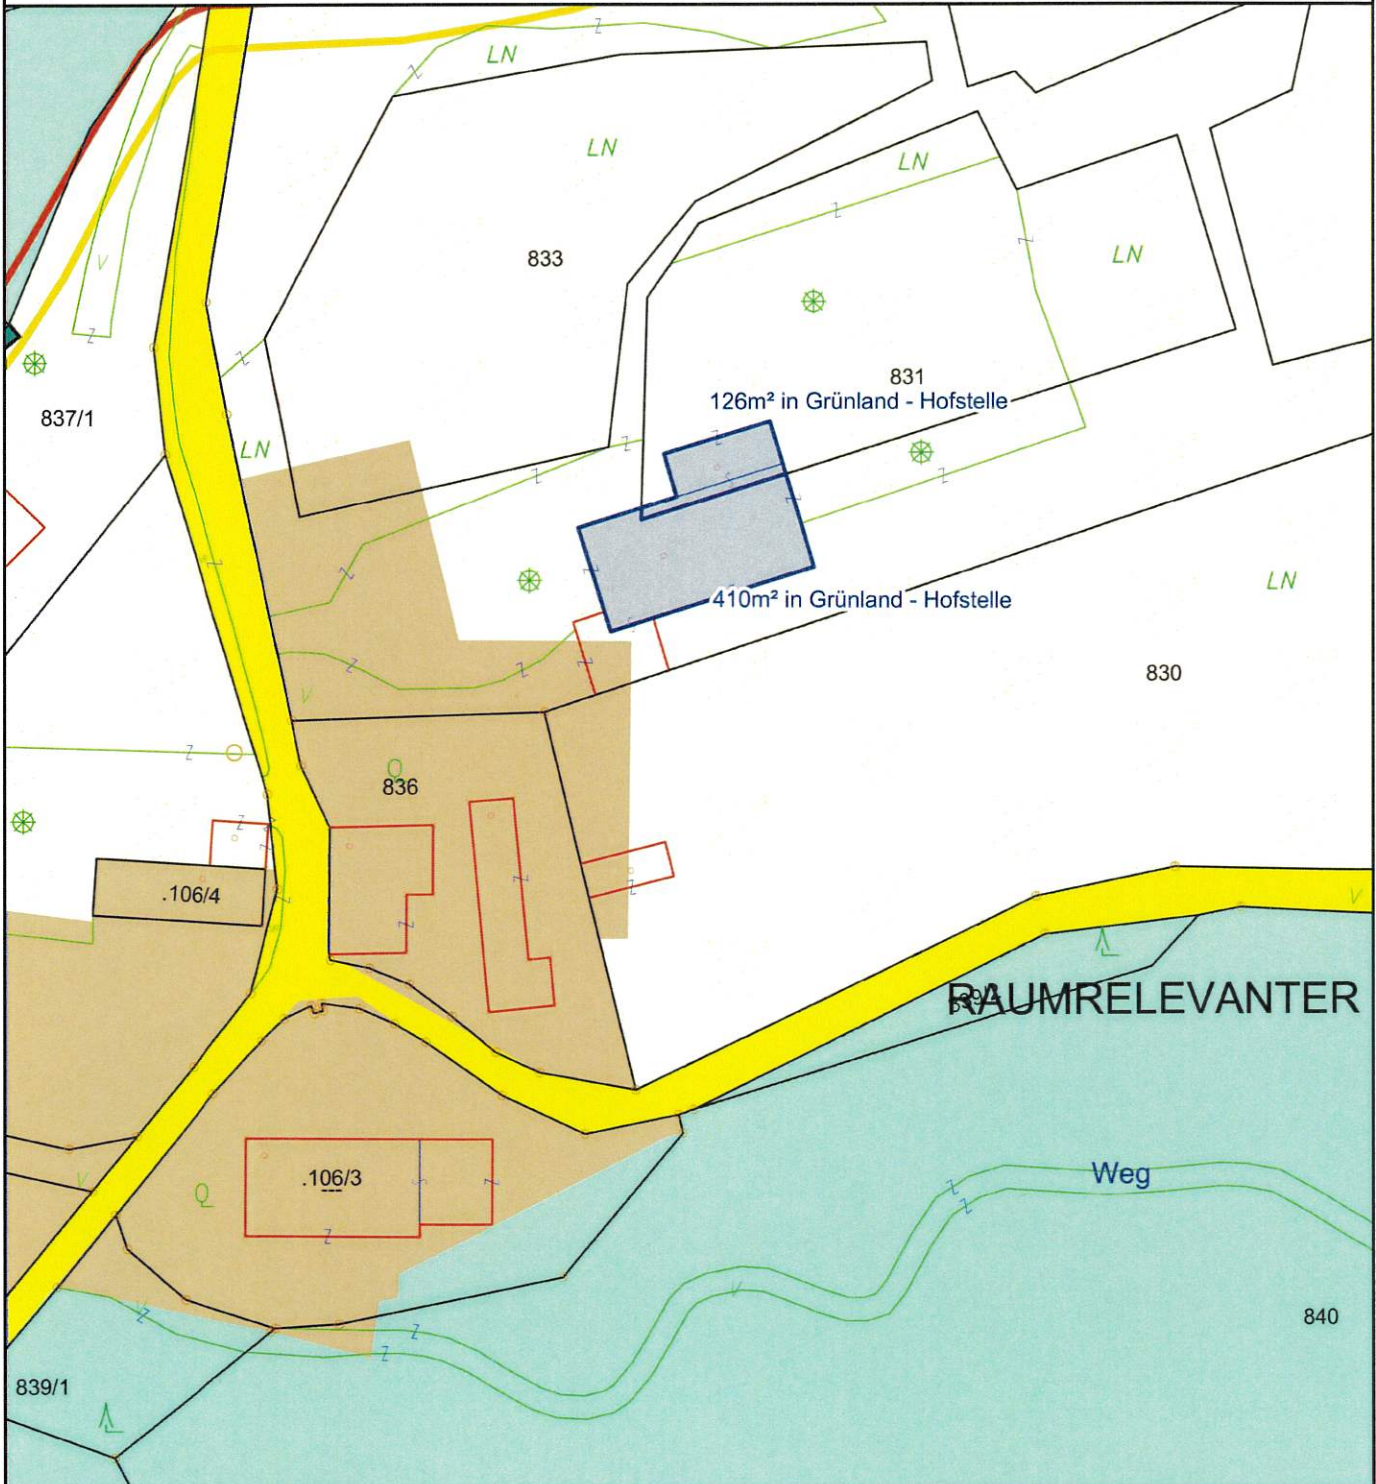 LN
LN
LN
LN
LN
LN
833
831
837/1
126m² in Grünland - Hofstelle
410m² in Grünland - Hofstelle
830
836
.106/4
RAUMRELEVANTER
.106/3
Weg
840
839/1